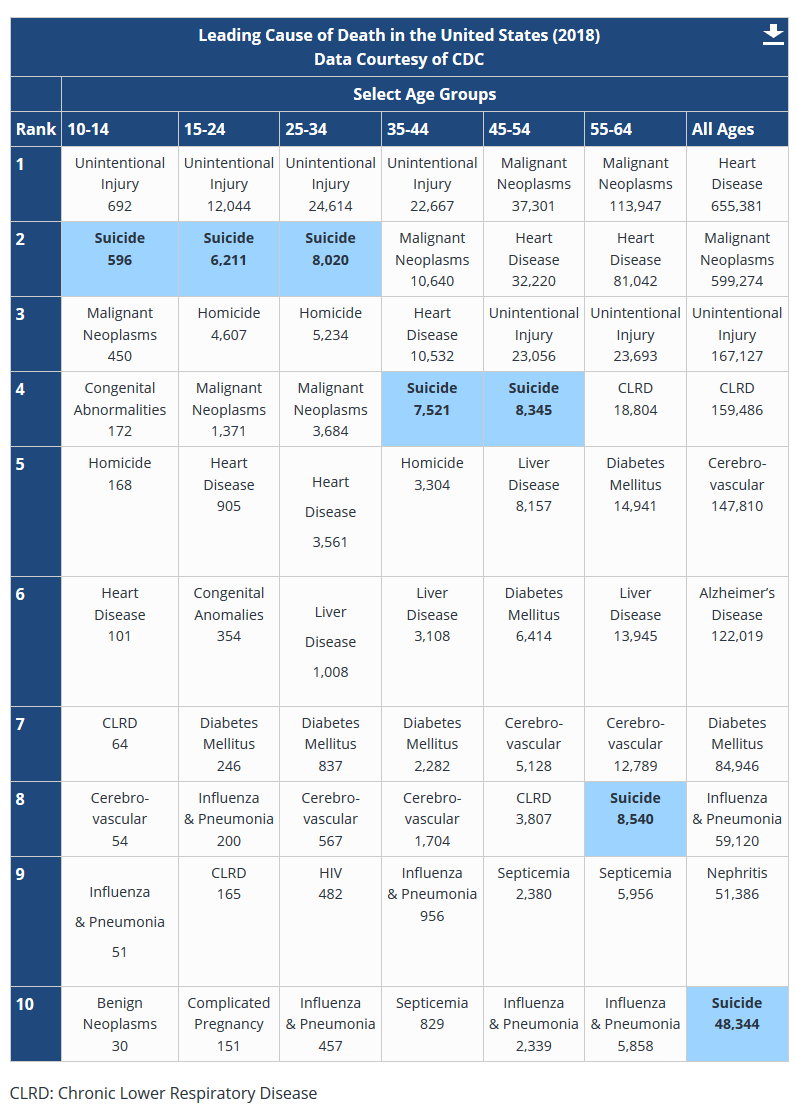 Leading Cause of Death in the United States (2018)
Data Courtesy of CDC
Select Age Groups
Rank 10-14 15-24 25-34 35-44 45-54 55-64 All Ages
1
Unintentional Injury 692
Unintentional Injury 12,044
Unintentional Injury 24,614
Unintentional Injury 22,667
Malignant Neoplasms 37,301
Malignant Neoplasms 113,947
Heart Disease 655,381
2
Suicide 596
Suicide 6,211
Suicide 8,020
Malignant Neoplasms 10,640
Heart Disease 32,220
Heart Disease 81,042
Malignant Neoplasms 599,274
3
Malignant Neoplasms 450
Homicide 4,607
Homicide 5,234
Heart Disease 10,532
Unintentional Injury 23,056
Unintentional Injury 23,693
Unintentional Injury 167,127
4
Congenital Abnormalities 172
Malignant Neoplasms 1,371
Malignant Neoplasms 3,684
Suicide 7,521
Suicide 8,345
CLRD 18,804
CLRD 159,486
5
Homicide 168
Heart Disease 905
Heart Disease 3,561
Homicide 3,304
Liver Disease 8,157
Diabetes Mellitus 14,941
Cerebro-vascular 147,810
6
Heart Disease 101
Congenital Anomalies 354
Liver Disease 1,008
Liver Disease 3,108
Diabetes Mellitus 6,414
Liver Disease 13,945
Alzheimer's Disease 122,019
7
CLRD 64
Diabetes Mellitus 246
Diabetes Mellitus 837
Diabetes Mellitus 2,282
Cerebro-vascular 5,128
Cerebro-vascular 12,789
Diabetes Mellitus 84,946
8
Cerebro-vascular 54
Influenza & Pneumonia 200
Cerebro-vascular 567
Cerebro-vascular 1,704
CLRD 3,807
Suicide 8,540
Influenza & Pneumonia 59,120
9
Influenza & Pneumonia 51
CLRD 165
HIV 482
Influenza & Pneumonia 956
Septicemia 2,380
Septicemia 5,956
Nephritis 51,386
10
Benign Neoplasms 30
Complicated Pregnancy 151
Influenza & Pneumonia 457
Septicemia 829
Influenza & Pneumonia 2,339
Influenza & Pneumonia 5,858
Suicide 48,344
CLRD: Chronic Lower Respiratory Disease